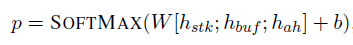 p = SOFTMAX(W[h_{stk}; h_{buf}; h_{ah}] + b)